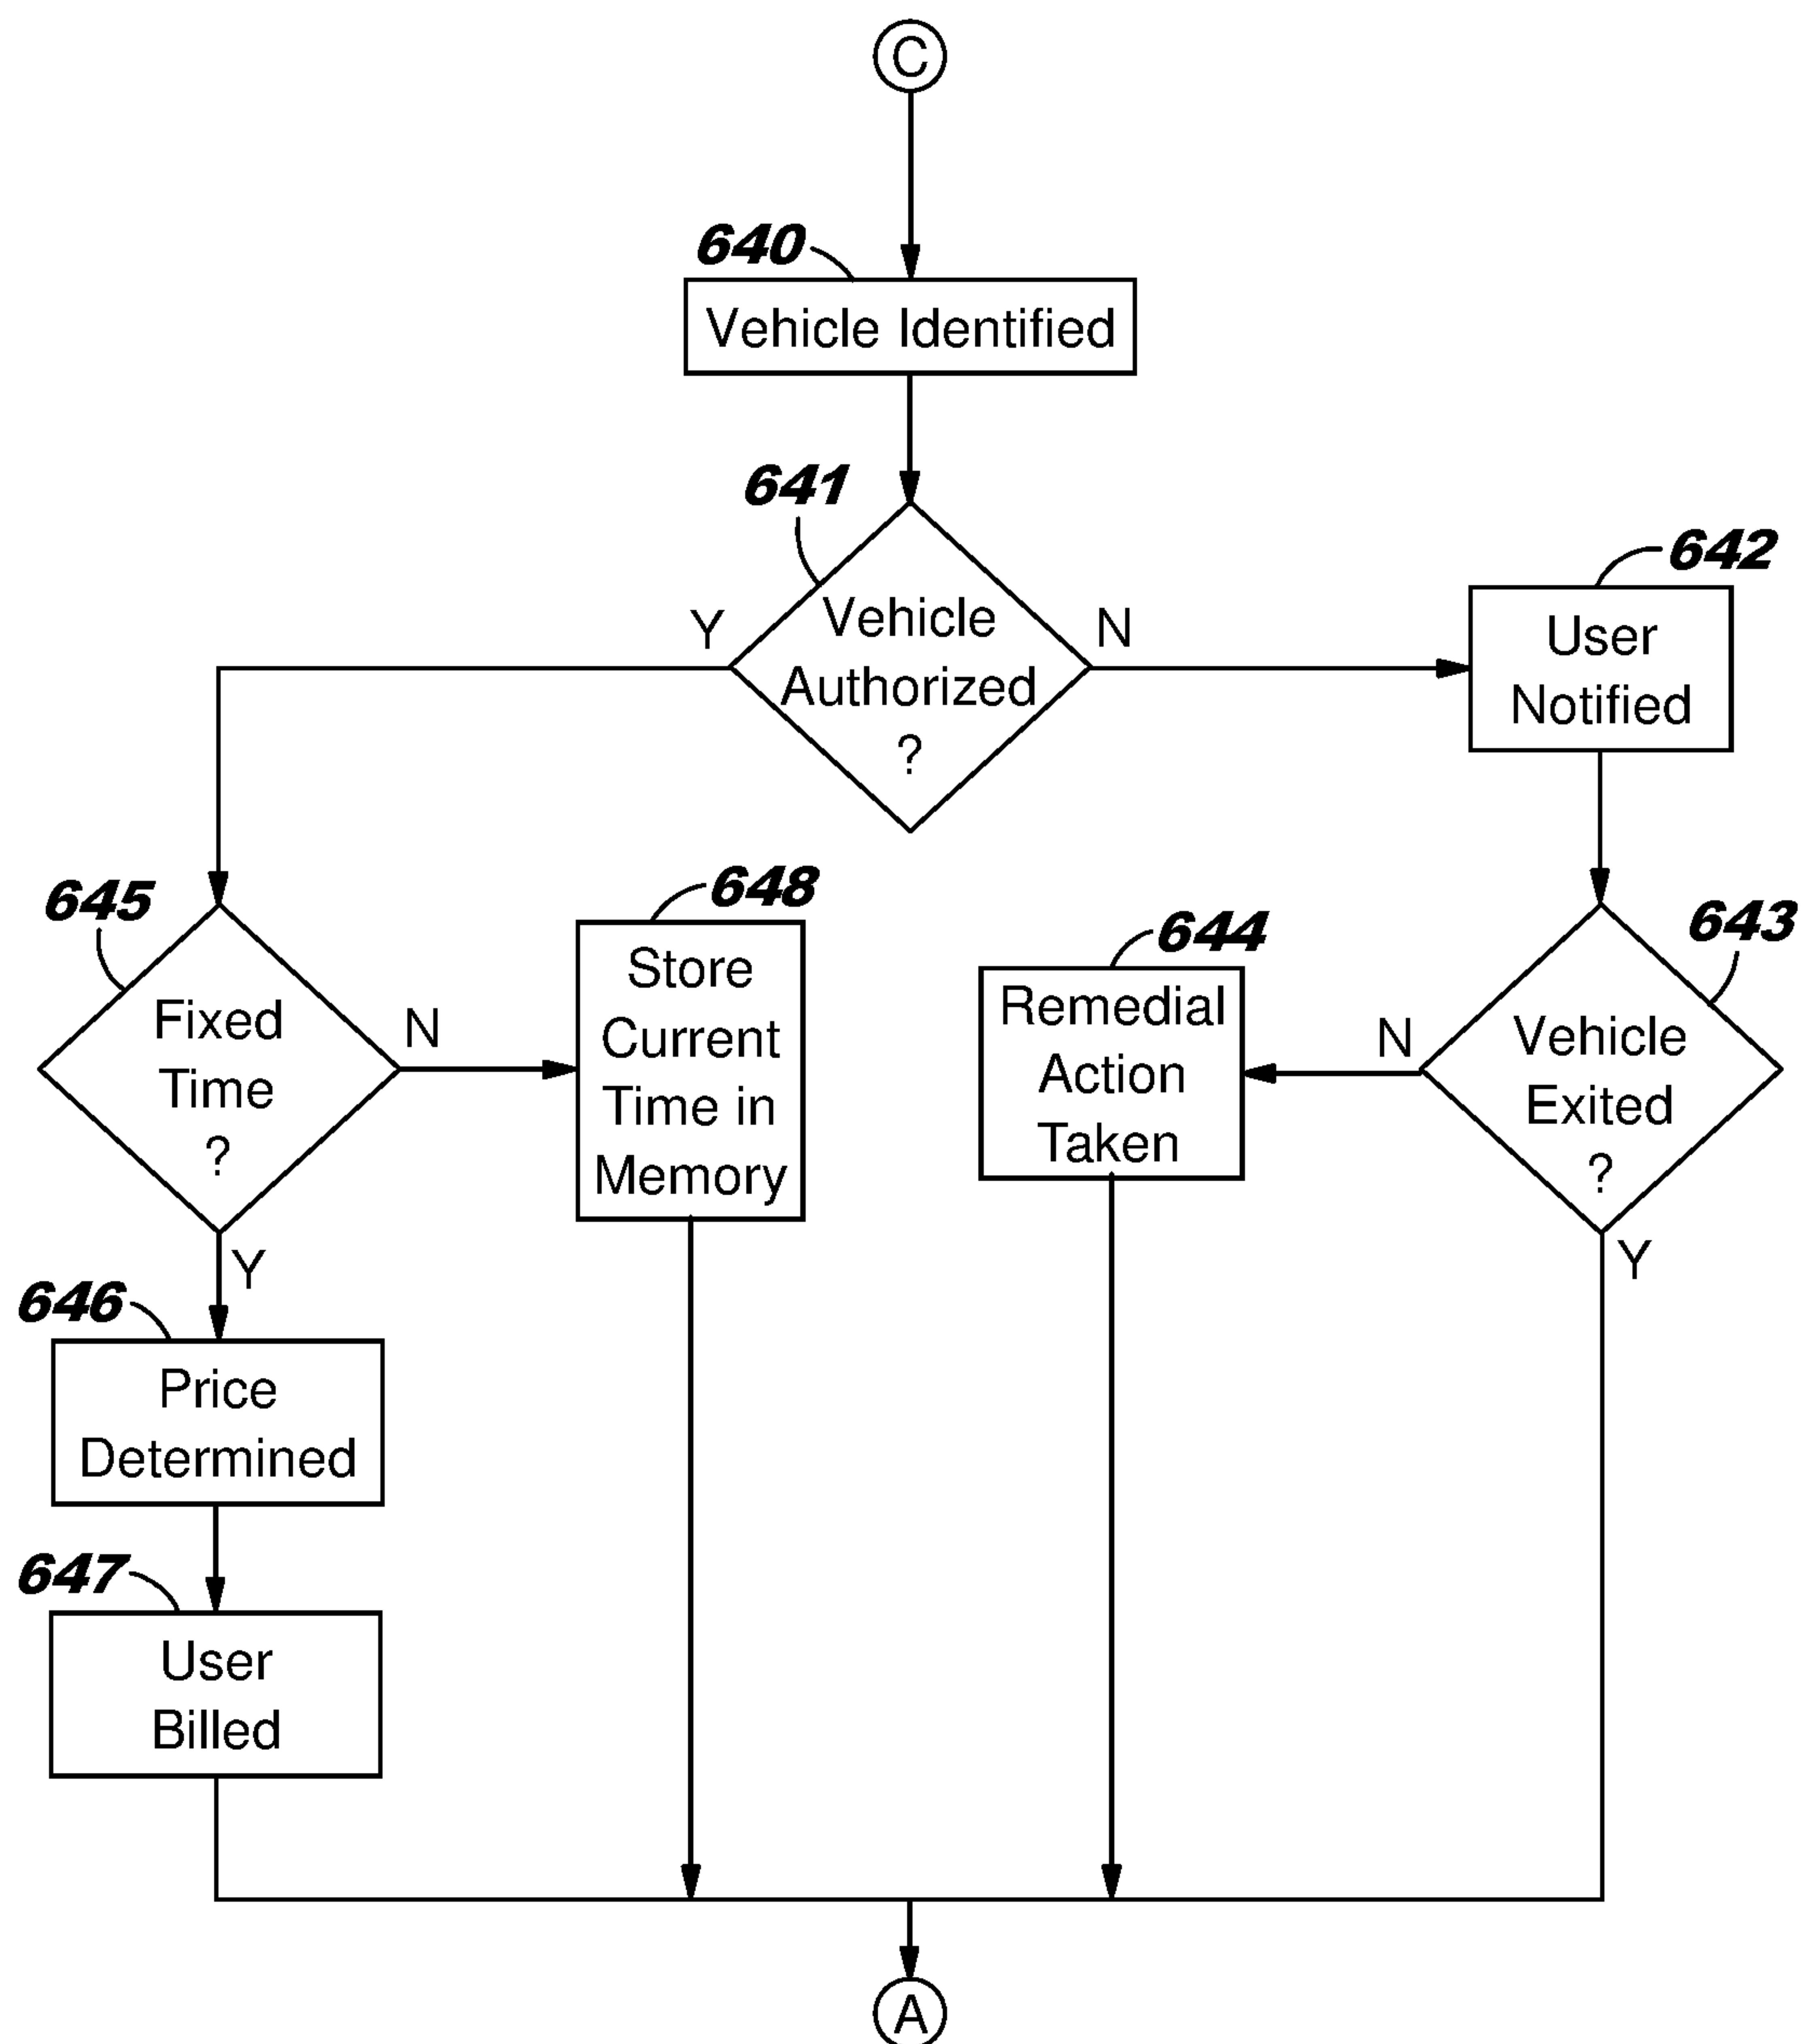 C
640
Vehicle Identified
641
Y
Vehicle
Authorized
?
N
642
User
Notified
645
Fixed
Time
?
N
648
Store
Current
Time in
Memory
644
Remedial
Action
Taken
N
643
Vehicle
Exited
?
Y
Y
646
Price
Determined
647
User
Billed
A